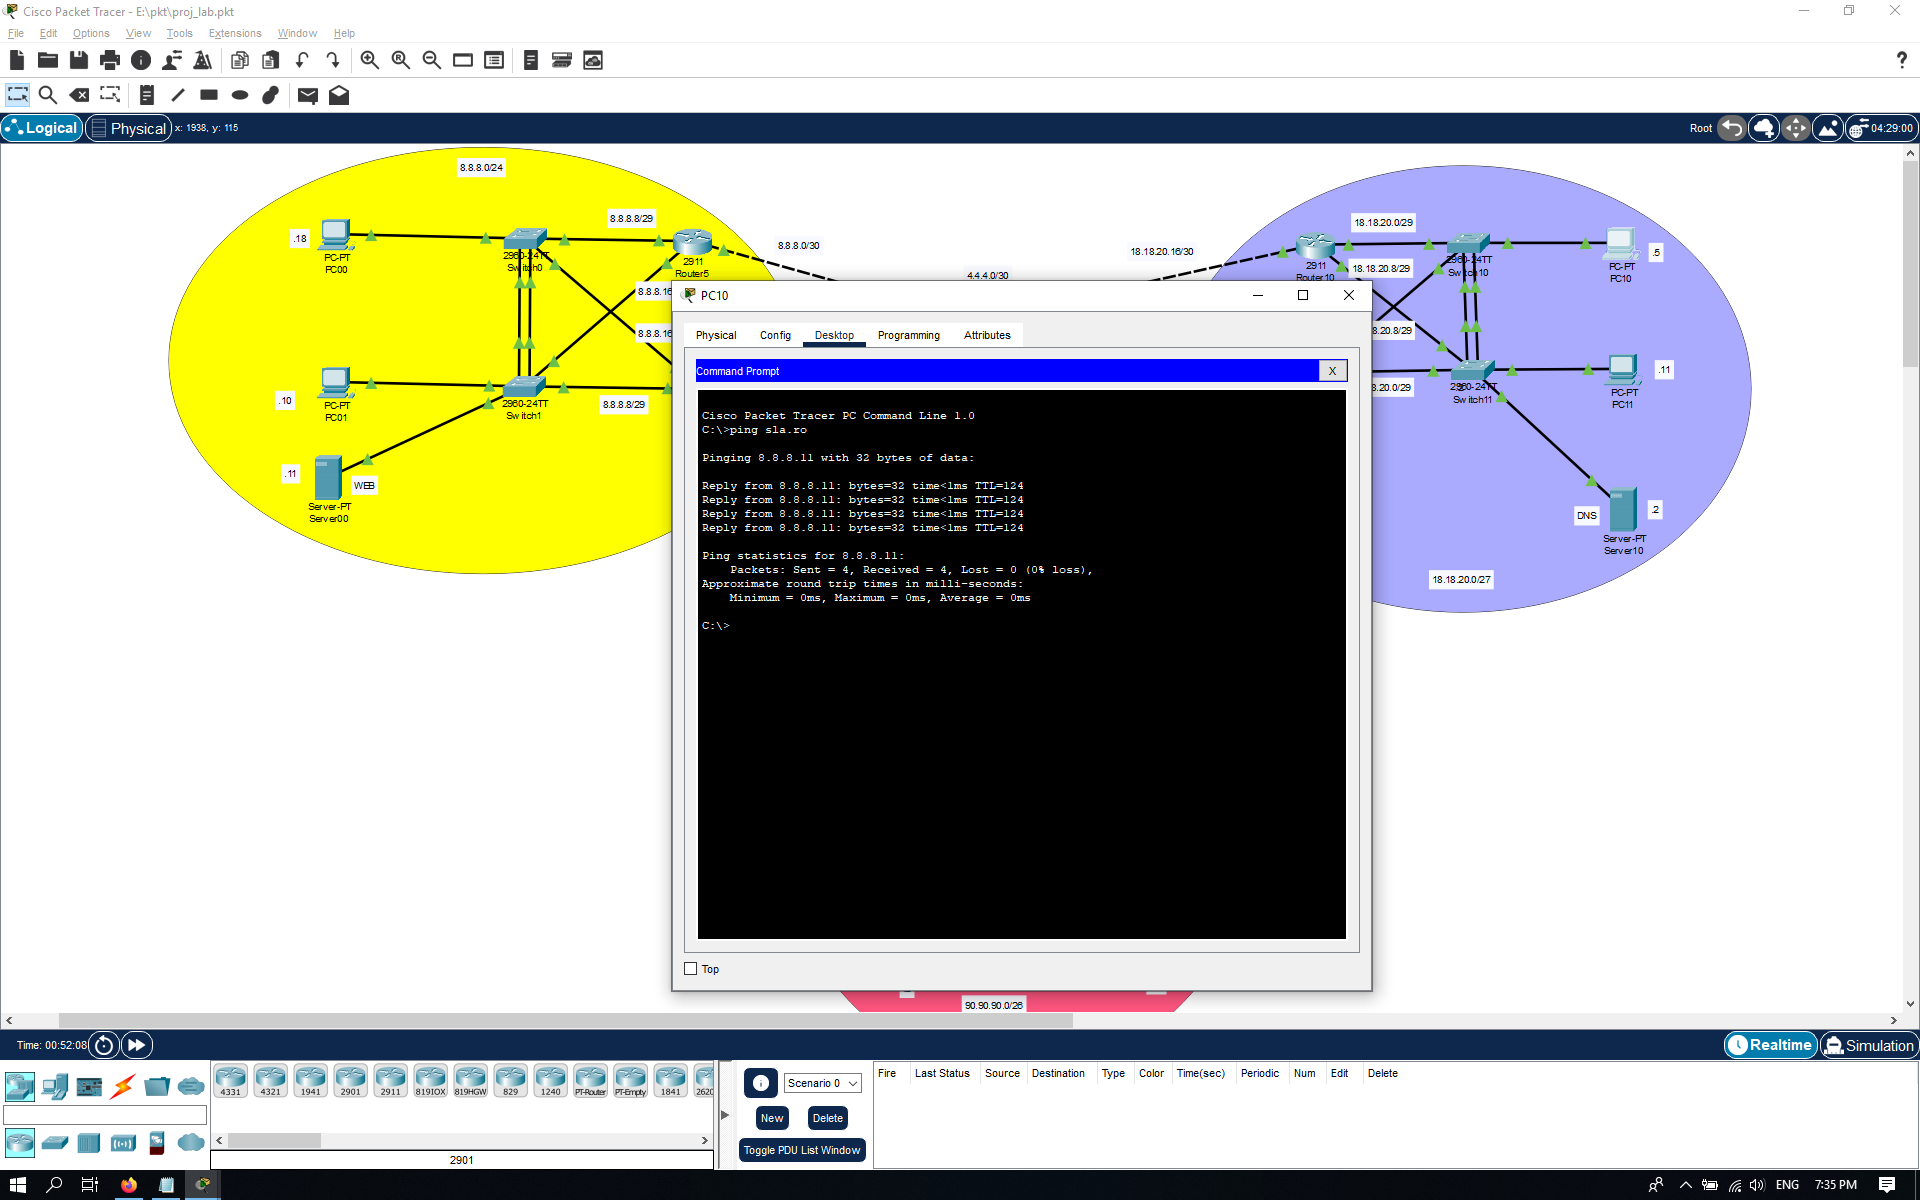 Cisco Packet Tracer - E:\pkt\proj_lab.pkt
File Edit Options View Tools Extensions Window Help
Logical Physical x: 1938, y: 115 Root 04:29:00
8.8.8.0/24
8.8.8.8/29
8.8.8.0/30
.18
PC-PT
PC00
2960-24TT
Switch0
2911
Router5
8.8.8.16
8.8.8.16
4.4.4.0/30
18.18.20.16/30
18.18.20.0/29
18.18.20.8/29
2911
Router10
2960-24TT
Switch10
PC-PT
PC10
.5
.10
PC-PT
PC01
2960-24TT
Switch1
8.8.8.8/29
.11
WEB
Server-PT
Server00
.20.8/29
.20.0/29
2960-24TT
Switch11
PC-PT
PC11
.11
DNS
.2
Server-PT
Server10
18.18.20.0/27
PC10
Physical Config Desktop Programming Attributes
Command Prompt X
Cisco Packet Tracer PC Command Line 1.0
C:\>ping sla.ro
Pinging 8.8.8.11 with 32 bytes of data:
Reply from 8.8.8.11: bytes=32 time<1ms TTL=124
Reply from 8.8.8.11: bytes=32 time<1ms TTL=124
Reply from 8.8.8.11: bytes=32 time<1ms TTL=124
Reply from 8.8.8.11: bytes=32 time<1ms TTL=124
Ping statistics for 8.8.8.11:
Packets: Sent = 4, Received = 4, Lost = 0 (0% loss),
Approximate round trip times in milli-seconds:
Minimum = 0ms, Maximum = 0ms, Average = 0ms
C:\>
Top
90.90.90.0/26
Time: 00:52:08 Realtime Simulation
4331 4321 1941 2901 2911 819IOX 819HGW 829 1240 PT-Router PT-Empty 1841 2620
2901
Scenario 0
New Delete
Toggle PDU List Window
Fire Last Status Source Destination Type Color Time(sec) Periodic Num Edit Delete
ENG 7:35 PM